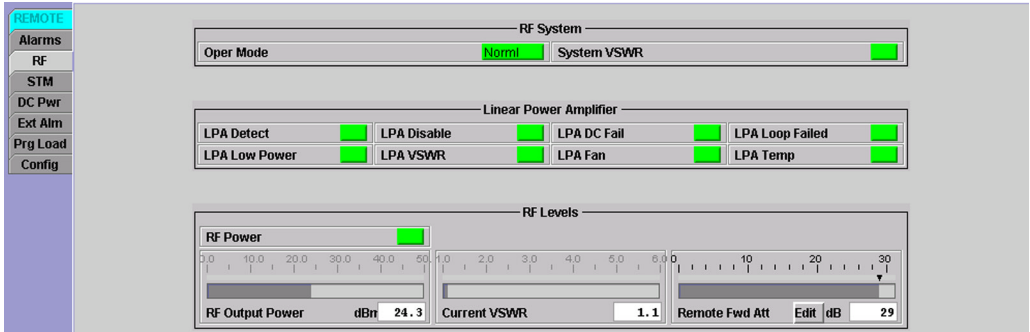 REMOTE
Alarms
RF
STM
DC Pwr
Ext Alm
Prg Load
Config
RF System
Oper Mode Norml System VSWR
Linear Power Amplifier
LPA Detect LPA Disable LPA DC Fail LPA Loop Failed
LPA Low Power LPA VSWR LPA Fan LPA Temp
RF Levels
RF Power
0.0 10.0 20.0 30.0 40.0 50. 1.0 2.0 3.0 4.0 5.0 6.0 0 10 20 30
RF Output Power dBm 24.3 Current VSWR 1.1 Remote Fwd Att Edit dB 29